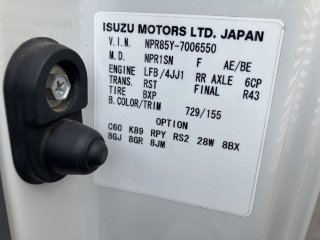 ISUZU MOTORS LTD. JAPAN
V.I.N. NPR85Y-7006550
M.D. NPR1SN F AE/BE
ENGINE LFB/4JJ1 RR AXLE 6CP
TRANS. RST FINAL R43
TIRE BXP
B.COLOR/TRIM 729/155
OPTION
C60 K89 RPY RS2 28W 8BX
8GJ 8GR 8JM